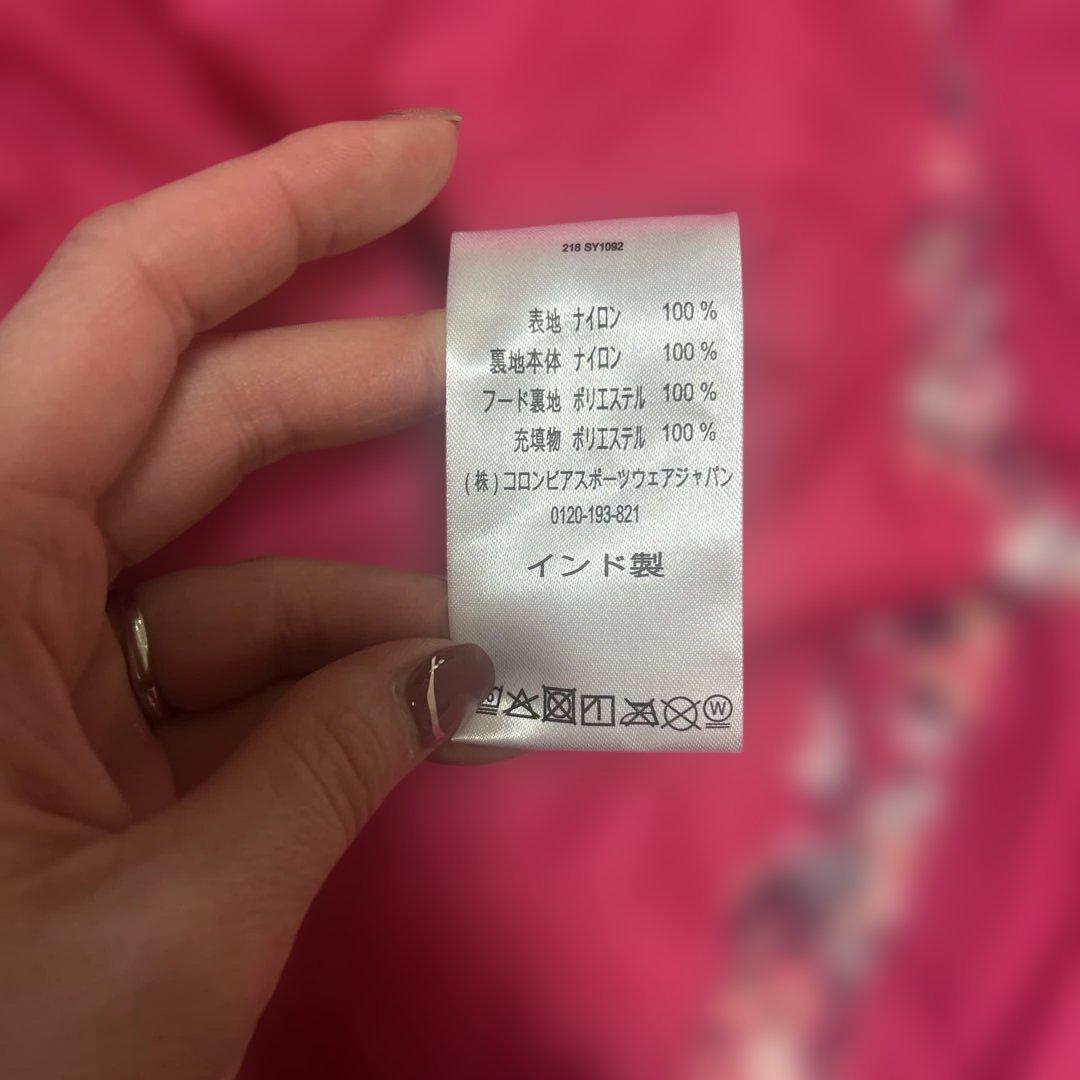 218 SY1092
表地 ナイロン 100 %
裏地本体 ナイロン 100 %
フード裏地 ポリエステル 100 %
充填物 ポリエステル 100 %
(株)コロンビアスポーツウェアジャパン
0120-193-821
インド製
W